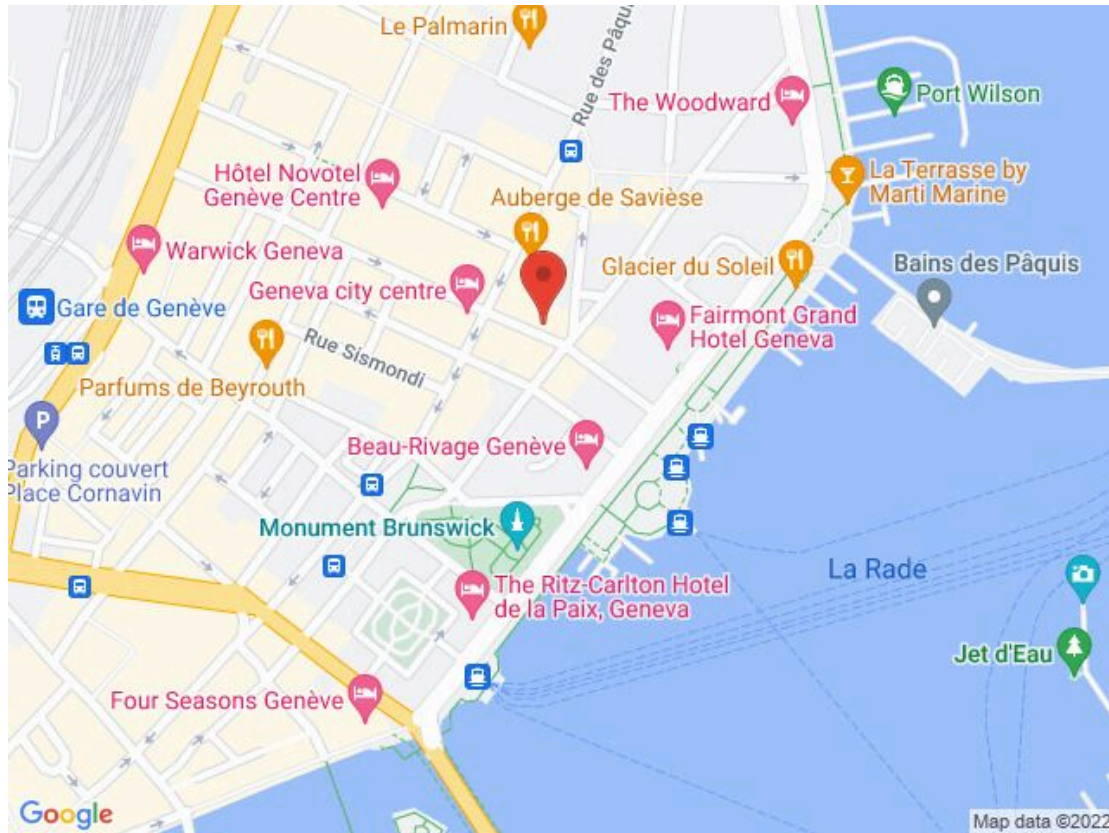 Le Palmarin
Rue des Pâqui
The Woodward
Port Wilson
Hôtel Novotel
Genève Centre
Auberge de Savièse
La Terrasse by
Marti Marine
Warwick Geneva
Geneva city centre
Glacier du Soleil
Bains des Pâquis
Gare de Genève
Fairmont Grand
Hotel Geneva
Rue Sismondi
Parfums de Beyrouth
P
Beau-Rivage Genève
Parking couvert
Place Cornavin
Monument Brunswick
La Rade
The Ritz-Carlton Hotel
de la Paix, Geneva
Jet d'Eau
Four Seasons Genève
Google
Map data ©2022